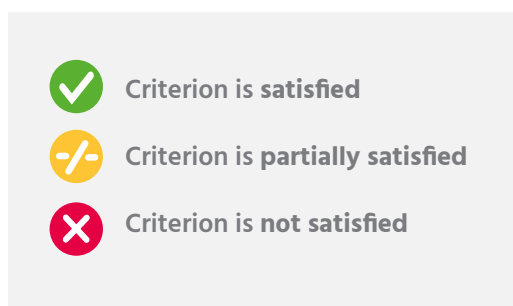 Criterion is satisfied
Criterion is partially satisfied
Criterion is not satisfied